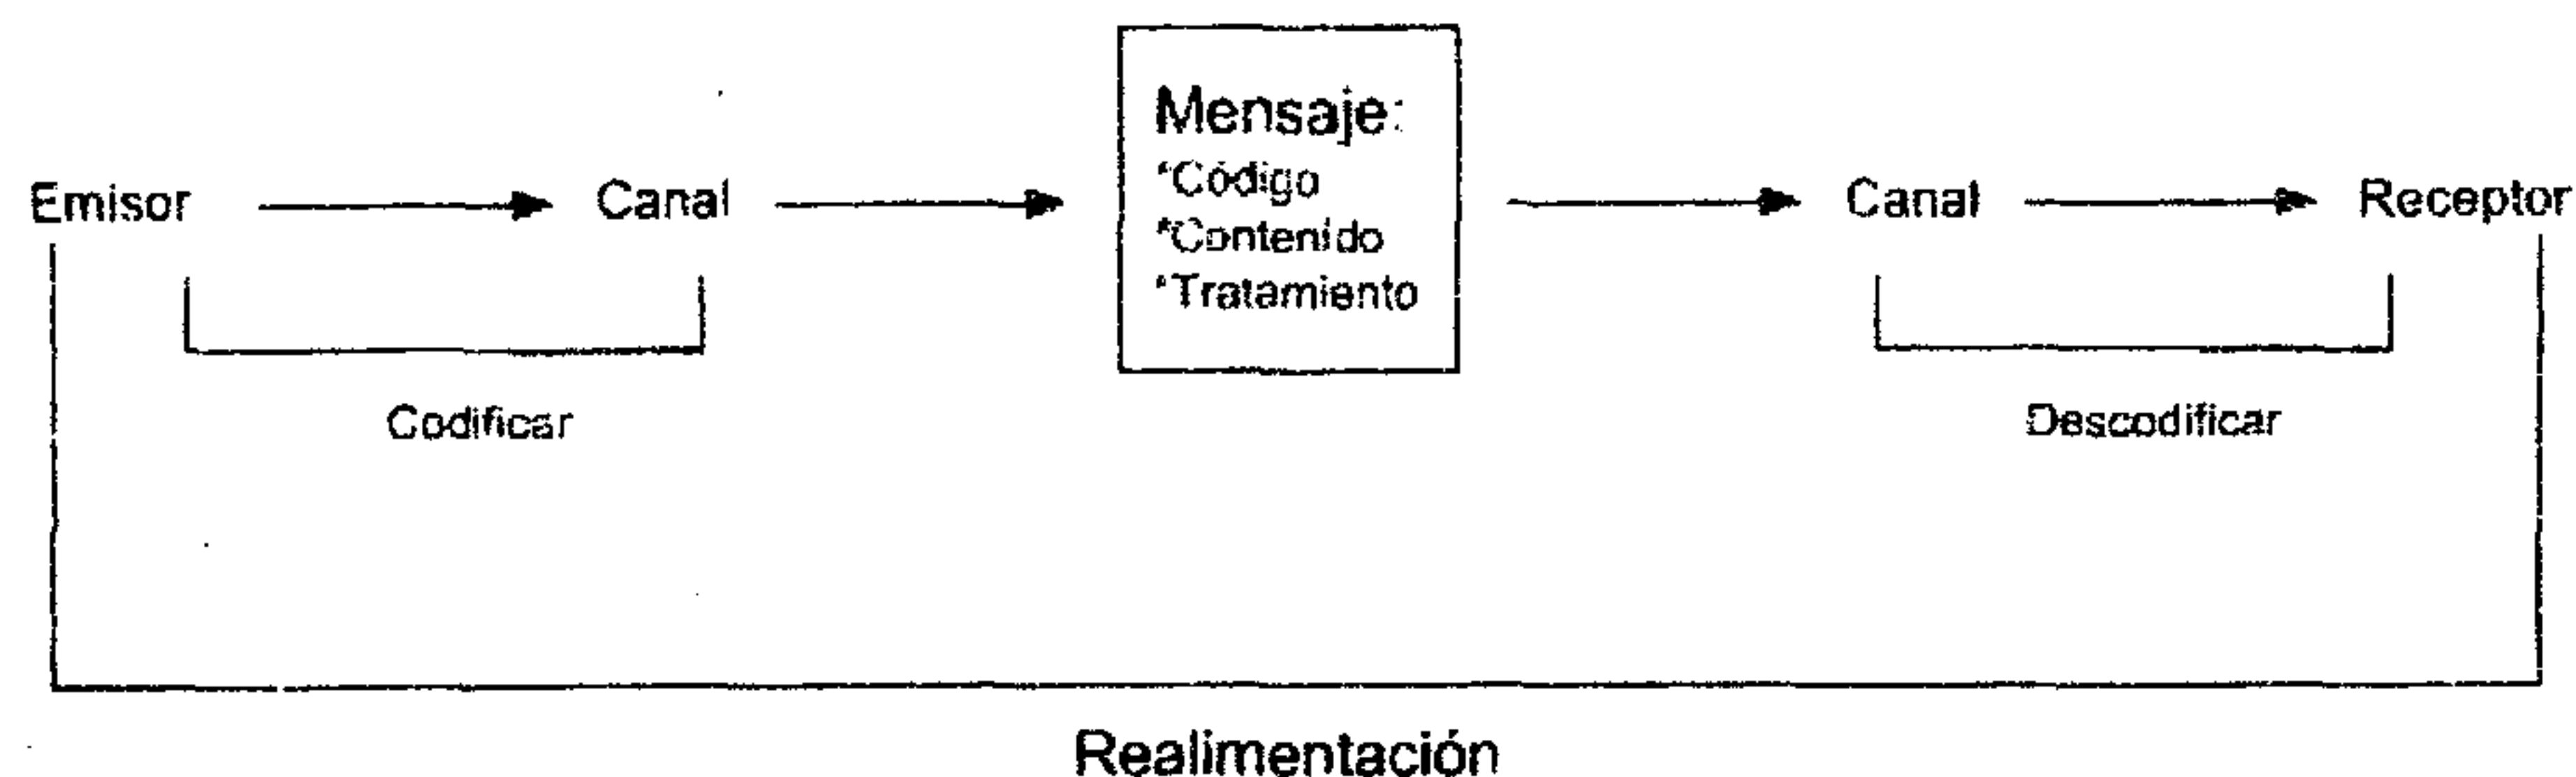 Mensaje:
*Código
*Contenido
*Tratamiento
Emisor
Canal
Canal
Receptor
Codificar
Descodificar
Realimentación